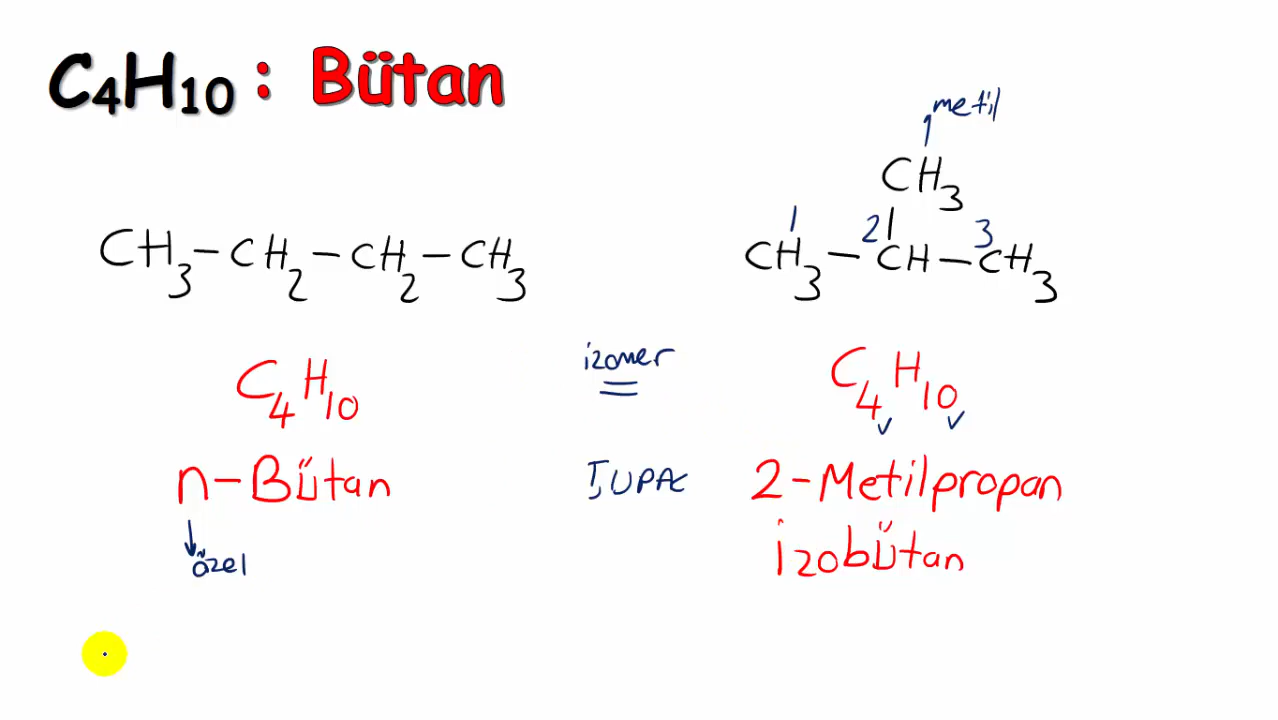 C₄H₁₀: Bütan
metil
CH₃
1 2 3
CH₃ – CH₂ – CH₂ – CH₃
CH₃ – CH – CH₃
C₄H₁₀
izomer
C₄H₁₀
n-Bütan
IUPAC
2-Metilpropan
özel
izobütan